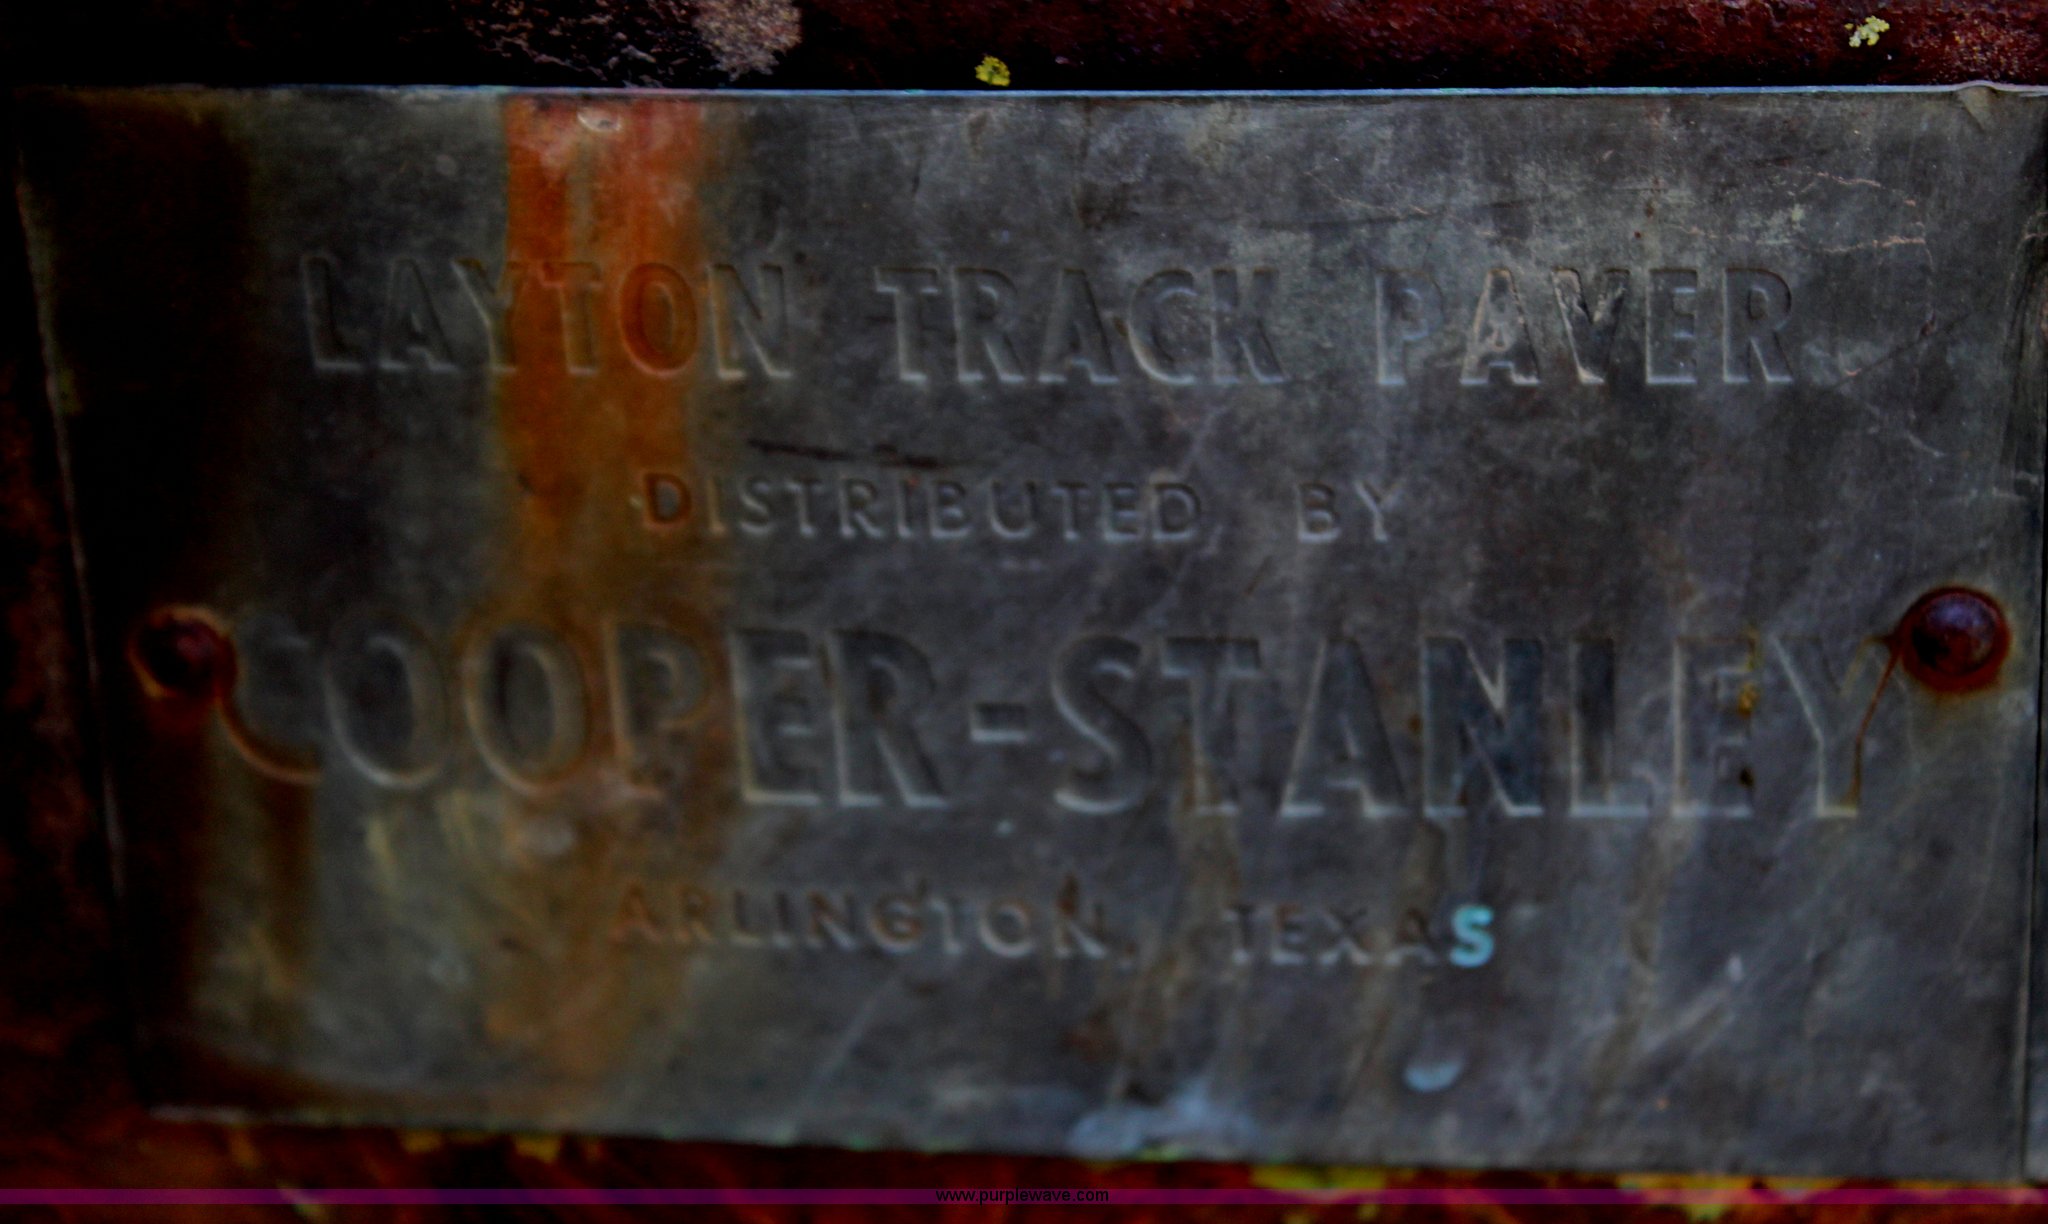 LAYTON TRACK PAVER
DISTRIBUTED BY
COOPER-STANLEY
ARLINGTON, TEXAS
www.purplewave.com